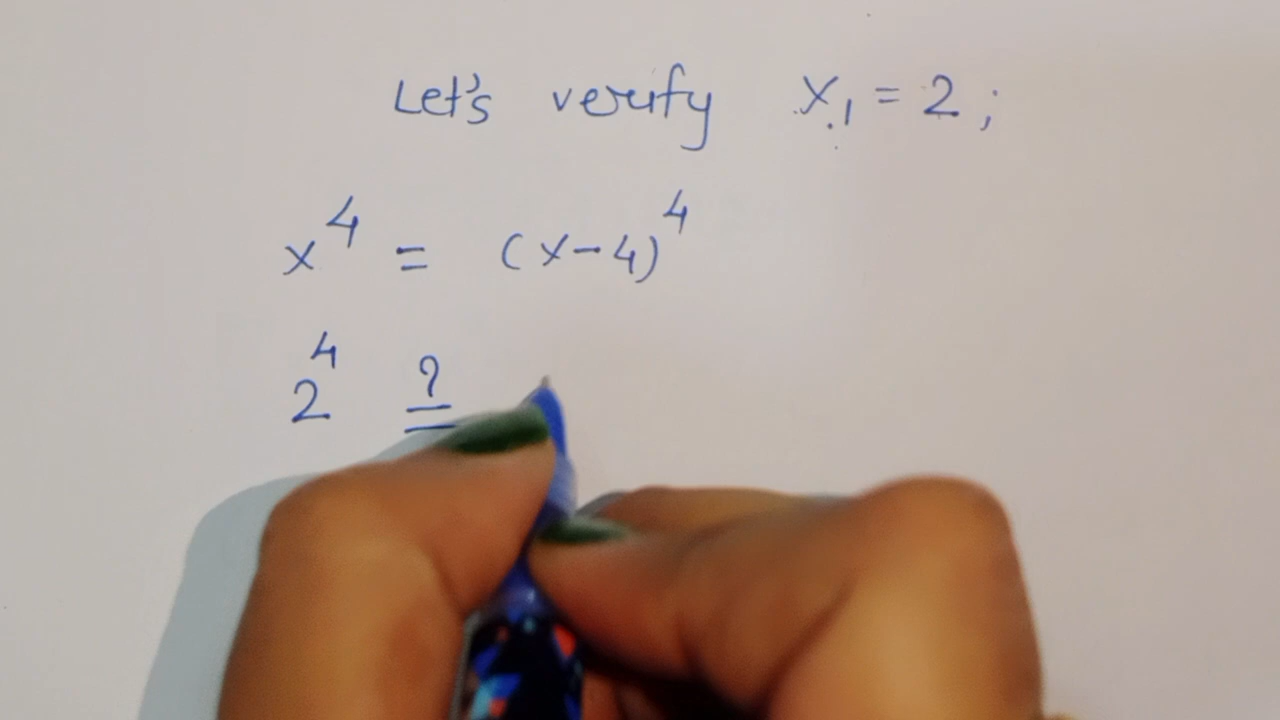 Let's verify x₁ = 2 ;
x⁴ = (x-4)⁴
2⁴ ≟